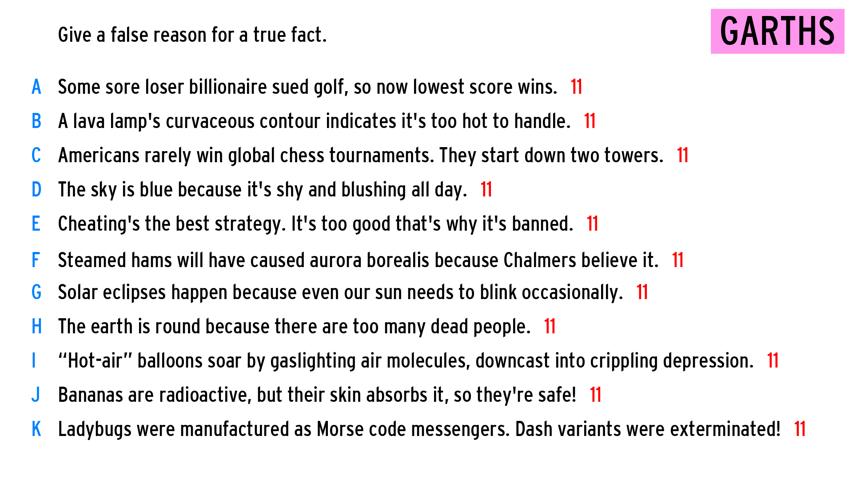 Give a false reason for a true fact.
GARTHS
A Some sore loser billionaire sued golf, so now lowest score wins. 11
B A lava lamp's curvaceous contour indicates it's too hot to handle. 11
C Americans rarely win global chess tournaments. They start down two towers. 11
D The sky is blue because it's shy and blushing all day. 11
E Cheating's the best strategy. It's too good that's why it's banned. 11
F Steamed hams will have caused aurora borealis because Chalmers believe it. 11
G Solar eclipses happen because even our sun needs to blink occasionally. 11
H The earth is round because there are too many dead people. 11
I “Hot-air” balloons soar by gaslighting air molecules, downcast into crippling depression. 11
J Bananas are radioactive, but their skin absorbs it, so they're safe! 11
K Ladybugs were manufactured as Morse code messengers. Dash variants were exterminated! 11